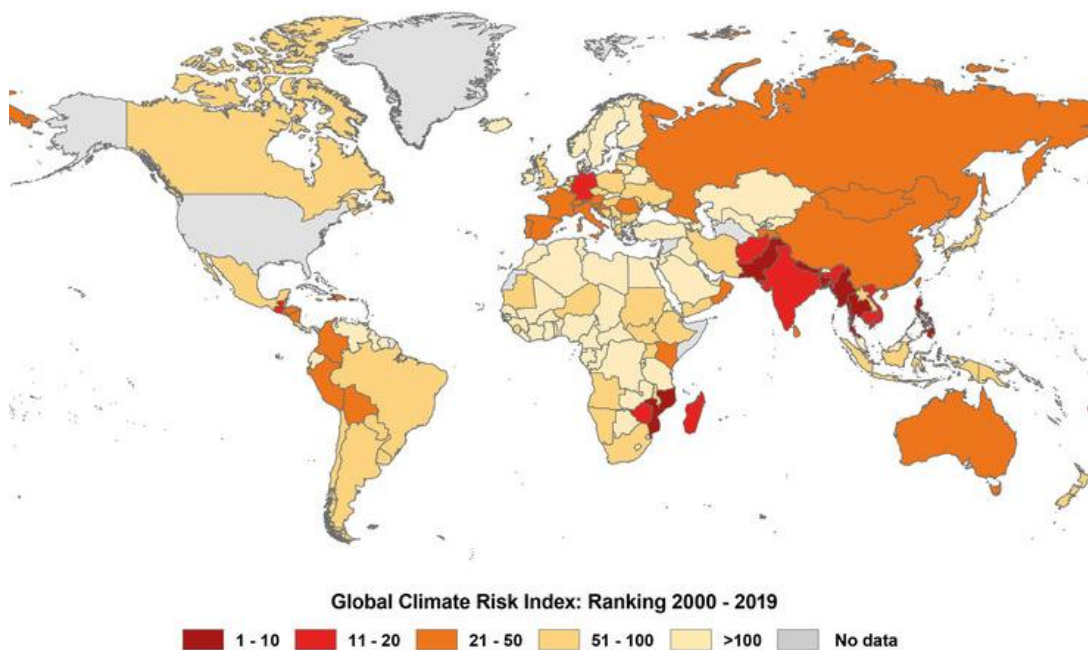 Global Climate Risk Index: Ranking 2000 - 2019
1 - 10 11 - 20 21 - 50 51 - 100 >100 No data